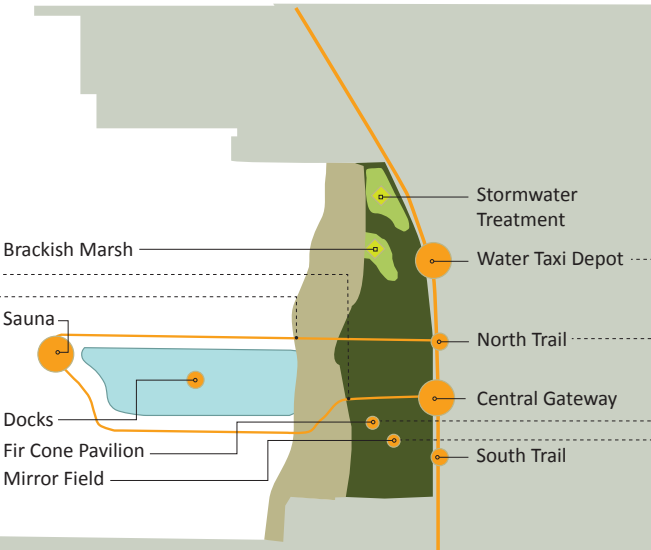 Stormwater
Treatment
Brackish Marsh
Water Taxi Depot
Sauna
North Trail
Central Gateway
Docks
Fir Cone Pavilion
South Trail
Mirror Field